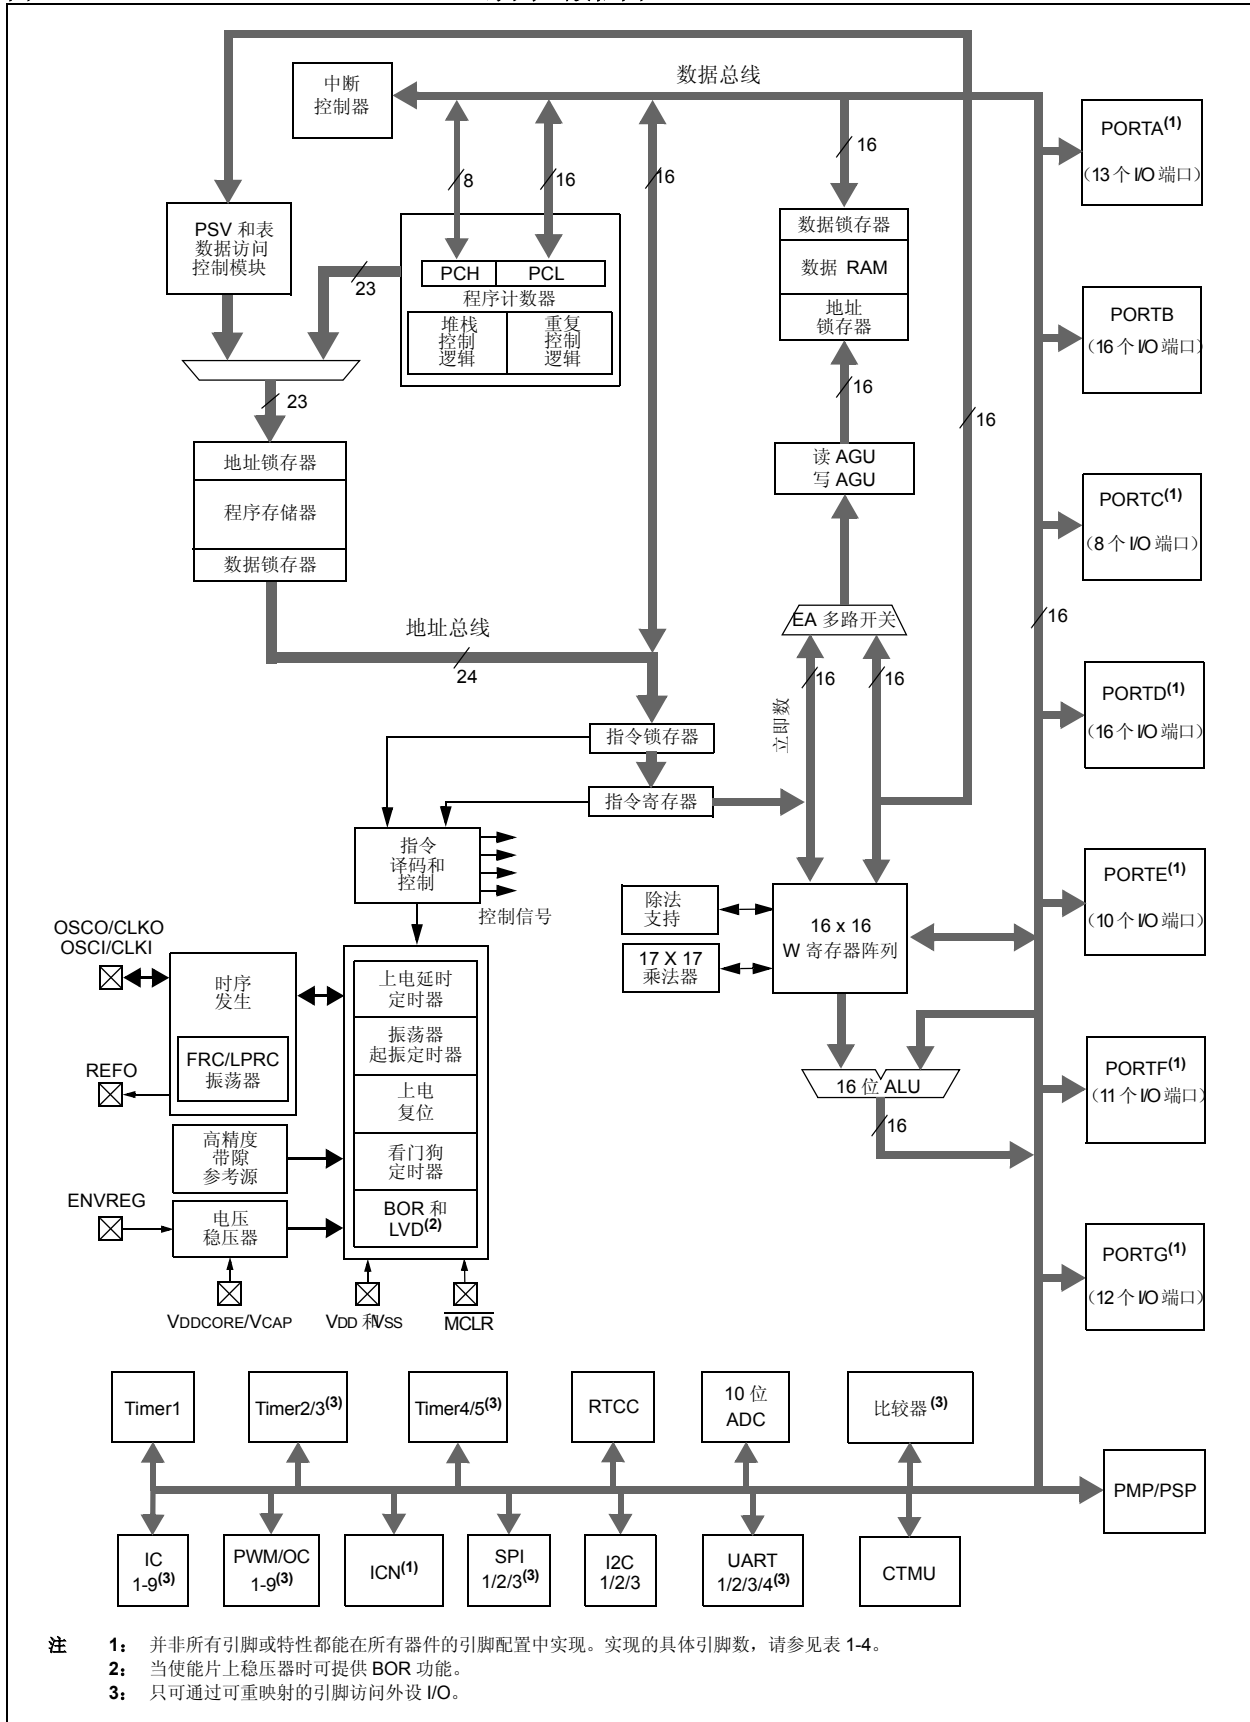 数据总线
中断
控制器
PORTA(1)
(13 个 I/O 端口)
16
8
16
16
PSV 和表
数据访问
控制模块
数据锁存器
数据 RAM
地址
锁存器
PCH
PCL
程序计数器
堆栈
控制
逻辑
重复
控制
逻辑
23
PORTB
(16 个 I/O 端口)
23
16
16
地址锁存器
程序存储器
数据锁存器
读 AGU
写 AGU
PORTC(1)
(8 个 I/O 端口)
EA 多路开关
16
地址总线
24
16
16
立即数
PORTD(1)
(16 个 I/O 端口)
指令锁存器
指令寄存器
指令
译码和
控制
控制信号
PORTE(1)
(10 个 I/O 端口)
除法
支持
17 X 17
乘法器
16 x 16
W 寄存器阵列
OSCO/CLKO
OSCI/CLKI
时序
发生
FRC/LPRC
振荡器
REFO
上电延时
定时器
振荡器
起振定时器
上电
复位
看门狗
定时器
BOR 和
LVD(2)
16 位 ALU
16
PORTF(1)
(11 个 I/O 端口)
高精度
带隙
参考源
ENVREG
电压
稳压器
PORTG(1)
(12 个 I/O 端口)
VDDCORE/VCAP
VDD 和VSS
MCLR
Timer1
Timer2/3(3)
Timer4/5(3)
RTCC
10 位
ADC
比较器(3)
PMP/PSP
IC
1-9(3)
PWM/OC
1-9(3)
ICN(1)
SPI
1/2/3(3)
I2C
1/2/3
UART
1/2/3/4(3)
CTMU
注 1： 并非所有引脚或特性都能在所有器件的引脚配置中实现。实现的具体引脚数，请参见表 1-4。
2： 当使能片上稳压器时可提供 BOR 功能。
3： 只可通过可重映射的引脚访问外设 I/O。